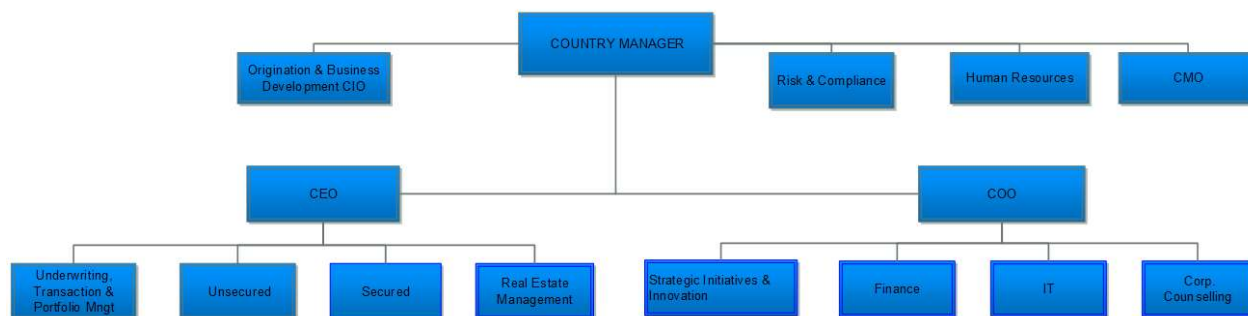 COUNTRY MANAGER
Origination & Business
Development CIO
Risk & Compliance
Human Resources
CMO
CEO
COO
Underwriting,
Transaction &
Portfolio Mngt
Unsecured
Secured
Real Estate
Management
Strategic Initiatives &
Innovation
Finance
IT
Corp.
Counselling